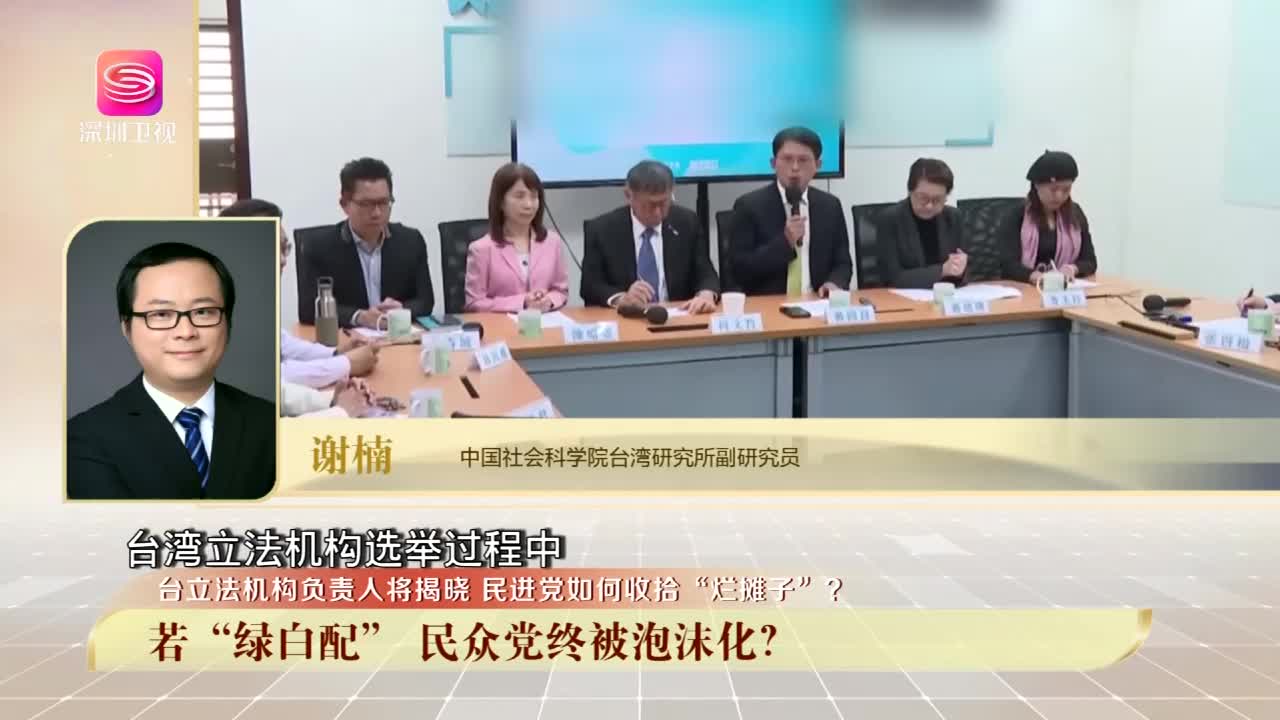 深圳卫视
柯文哲
谢楠
中国社会科学院台湾研究所副研究员
台湾立法机构选举过程中
台立法机构负责人将揭晓 民进党如何收拾“烂摊子”？
若“绿白配” 民众党终被泡沫化？